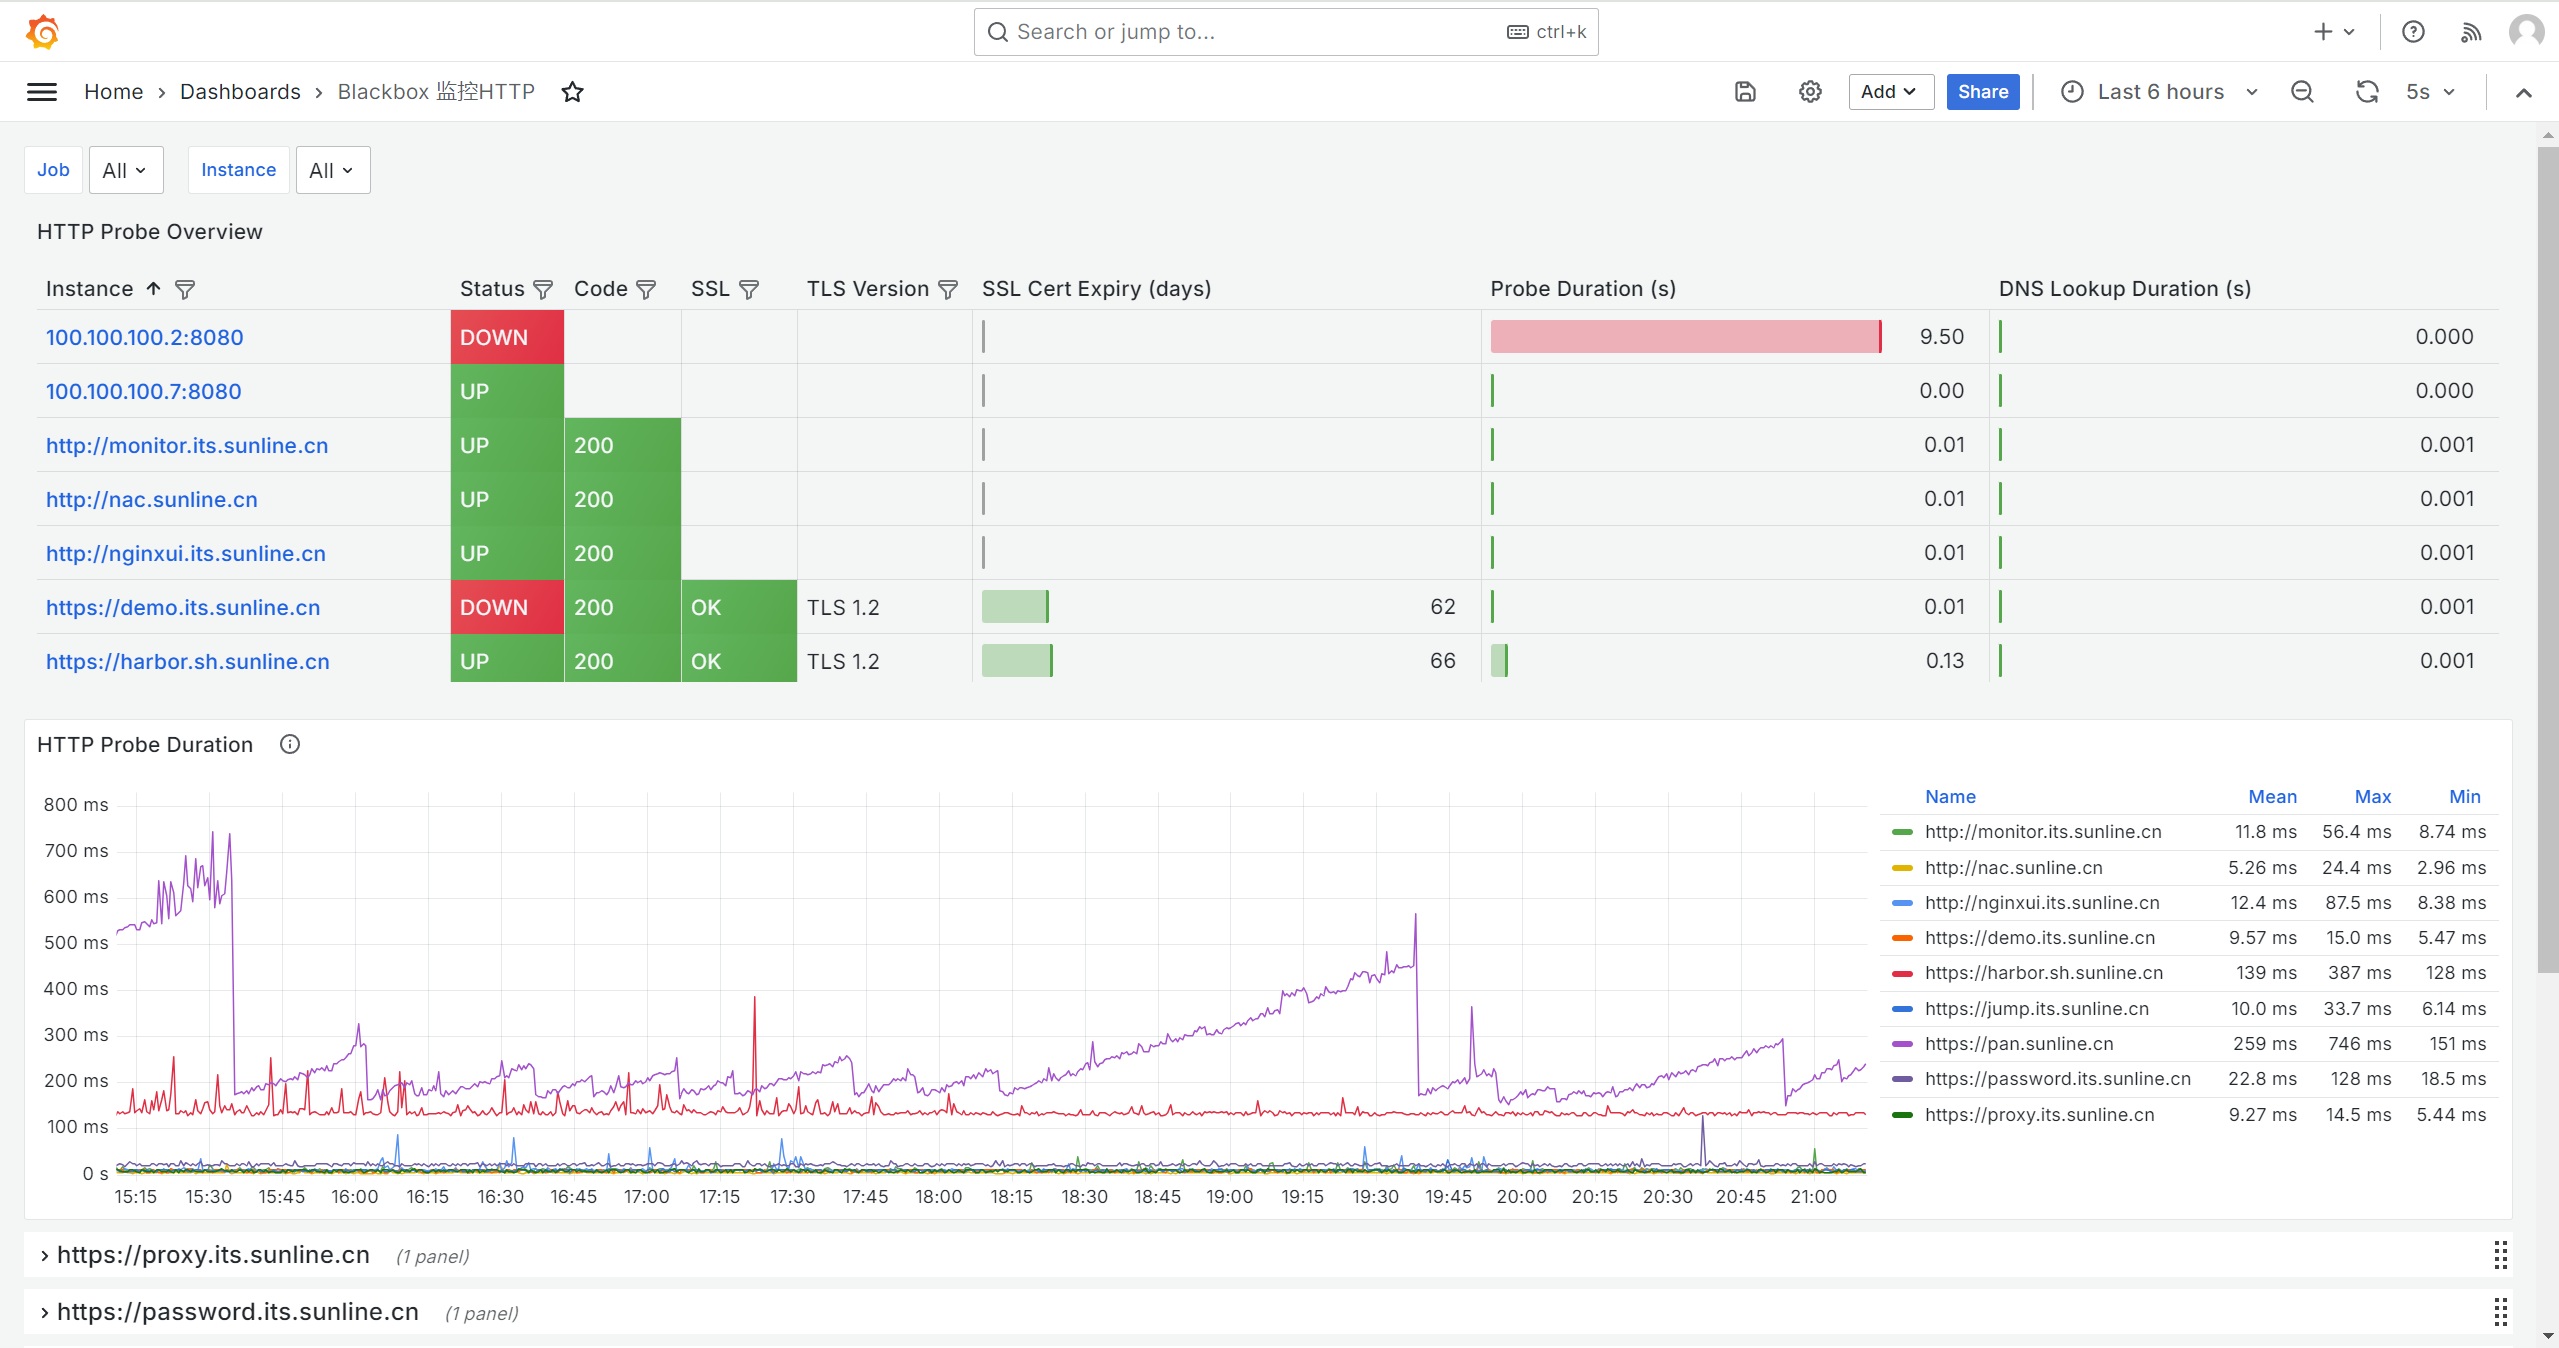 Search or jump to... ctrl+k
Home › Dashboards › Blackbox 监控HTTP Add Share Last 6 hours 5s
Job All Instance All
HTTP Probe Overview
Instance Status Code SSL TLS Version SSL Cert Expiry (days) Probe Duration (s) DNS Lookup Duration (s)
100.100.100.2:8080 DOWN 9.50 0.000
100.100.100.7:8080 UP 0.00 0.000
http://monitor.its.sunline.cn UP 200 0.01 0.001
http://nac.sunline.cn UP 200 0.01 0.001
http://nginxui.its.sunline.cn UP 200 0.01 0.001
https://demo.its.sunline.cn DOWN 200 OK TLS 1.2 62 0.01 0.001
https://harbor.sh.sunline.cn UP 200 OK TLS 1.2 66 0.13 0.001
HTTP Probe Duration
800 ms
700 ms
600 ms
500 ms
400 ms
300 ms
200 ms
100 ms
0 s
15:15 15:30 15:45 16:00 16:15 16:30 16:45 17:00 17:15 17:30 17:45 18:00 18:15 18:30 18:45 19:00 19:15 19:30 19:45 20:00 20:15 20:30 20:45 21:00
Name Mean Max Min
http://monitor.its.sunline.cn 11.8 ms 56.4 ms 8.74 ms
http://nac.sunline.cn 5.26 ms 24.4 ms 2.96 ms
http://nginxui.its.sunline.cn 12.4 ms 87.5 ms 8.38 ms
https://demo.its.sunline.cn 9.57 ms 15.0 ms 5.47 ms
https://harbor.sh.sunline.cn 139 ms 387 ms 128 ms
https://jump.its.sunline.cn 10.0 ms 33.7 ms 6.14 ms
https://pan.sunline.cn 259 ms 746 ms 151 ms
https://password.its.sunline.cn 22.8 ms 128 ms 18.5 ms
https://proxy.its.sunline.cn 9.27 ms 14.5 ms 5.44 ms
https://proxy.its.sunline.cn (1 panel)
https://password.its.sunline.cn (1 panel)